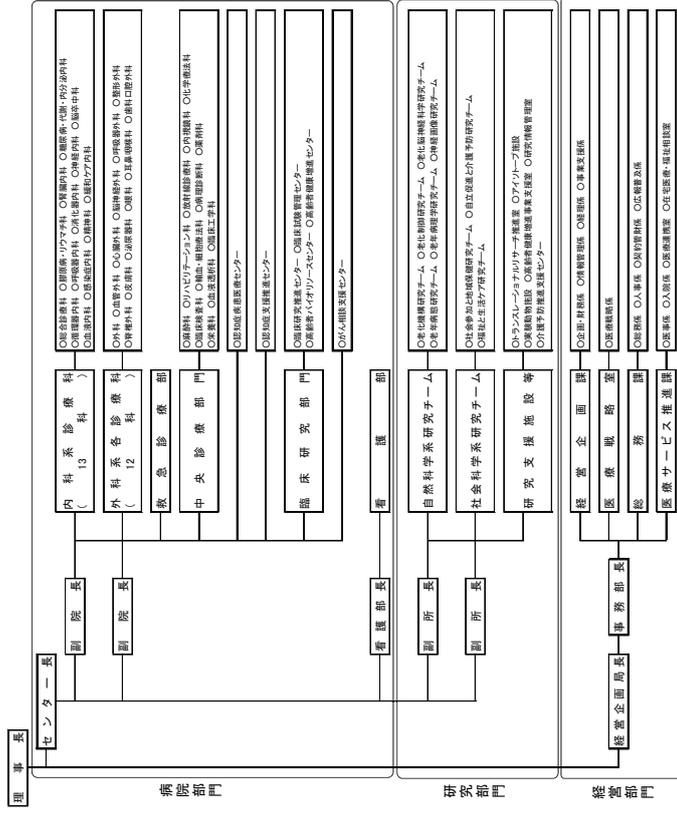 理事長
センター長
病院部門
副院長
副院長
看護部長
内科系診療科
（13科）
○総合診療科 ○膠原病・リウマチ科 ○腎臓内科 ○糖尿病・代謝・内分泌内科
○循環器内科 ○呼吸器内科 ○消化器内科 ○神経内科 ○脳卒中科
○血液内科 ○感染症内科 ○精神科 ○緩和ケア内科
外科系各診療科
（12科）
○外科 ○血管外科 ○心臓外科 ○脳神経外科 ○呼吸器外科 ○整形外科
○脊椎外科 ○皮膚科 ○泌尿器科 ○眼科 ○耳鼻咽喉科 ○歯科口腔外科
救急診療部
中央診療部門
○麻酔科 ○リハビリテーション科 ○放射線診療科 ○内視鏡科 ○化学療法科
○臨床検査科 ○輸血・細胞療法科 ○病理診断科 ○薬剤科
○栄養科 ○血液透析科 ○臨床工学科
○認知症疾患医療センター
○認知症支援推進センター
臨床研究部門
○臨床研究推進センター ○臨床試験管理センター
○高齢者バイオリソースセンター ○高齢者健康増進センター
○がん相談支援センター
看護部
研究部門
副所長
副所長
自然科学系研究チーム
○老化機構研究チーム ○老化制御研究チーム ○老化脳神経科学研究チーム
○老年病態研究チーム ○老年病理学研究チーム ○神経画像研究チーム
社会科学系研究チーム
○社会参加と地域保健研究チーム ○自立促進と介護予防研究チーム
○福祉と生活ケア研究チーム
研究支援施設等
○トランスレーショナルリサーチ推進室 ○アイソトープ施設
○実験動物施設 ○高齢者健康増進事業支援室 ○研究情報管理室
○介護予防推進支援センター
経営部門
経営企画局長
事務部長
経営企画課
○企画・財務係 ○情報管理係 ○経理係 ○事業支援係
医療戦略室
○医療戦略係
総務課
○総務係 ○人事係 ○契約管財係 ○広報普及係
医療サービス推進課
○医事係 ○入院係 ○医療連携室 ○在宅医療・福祉相談室